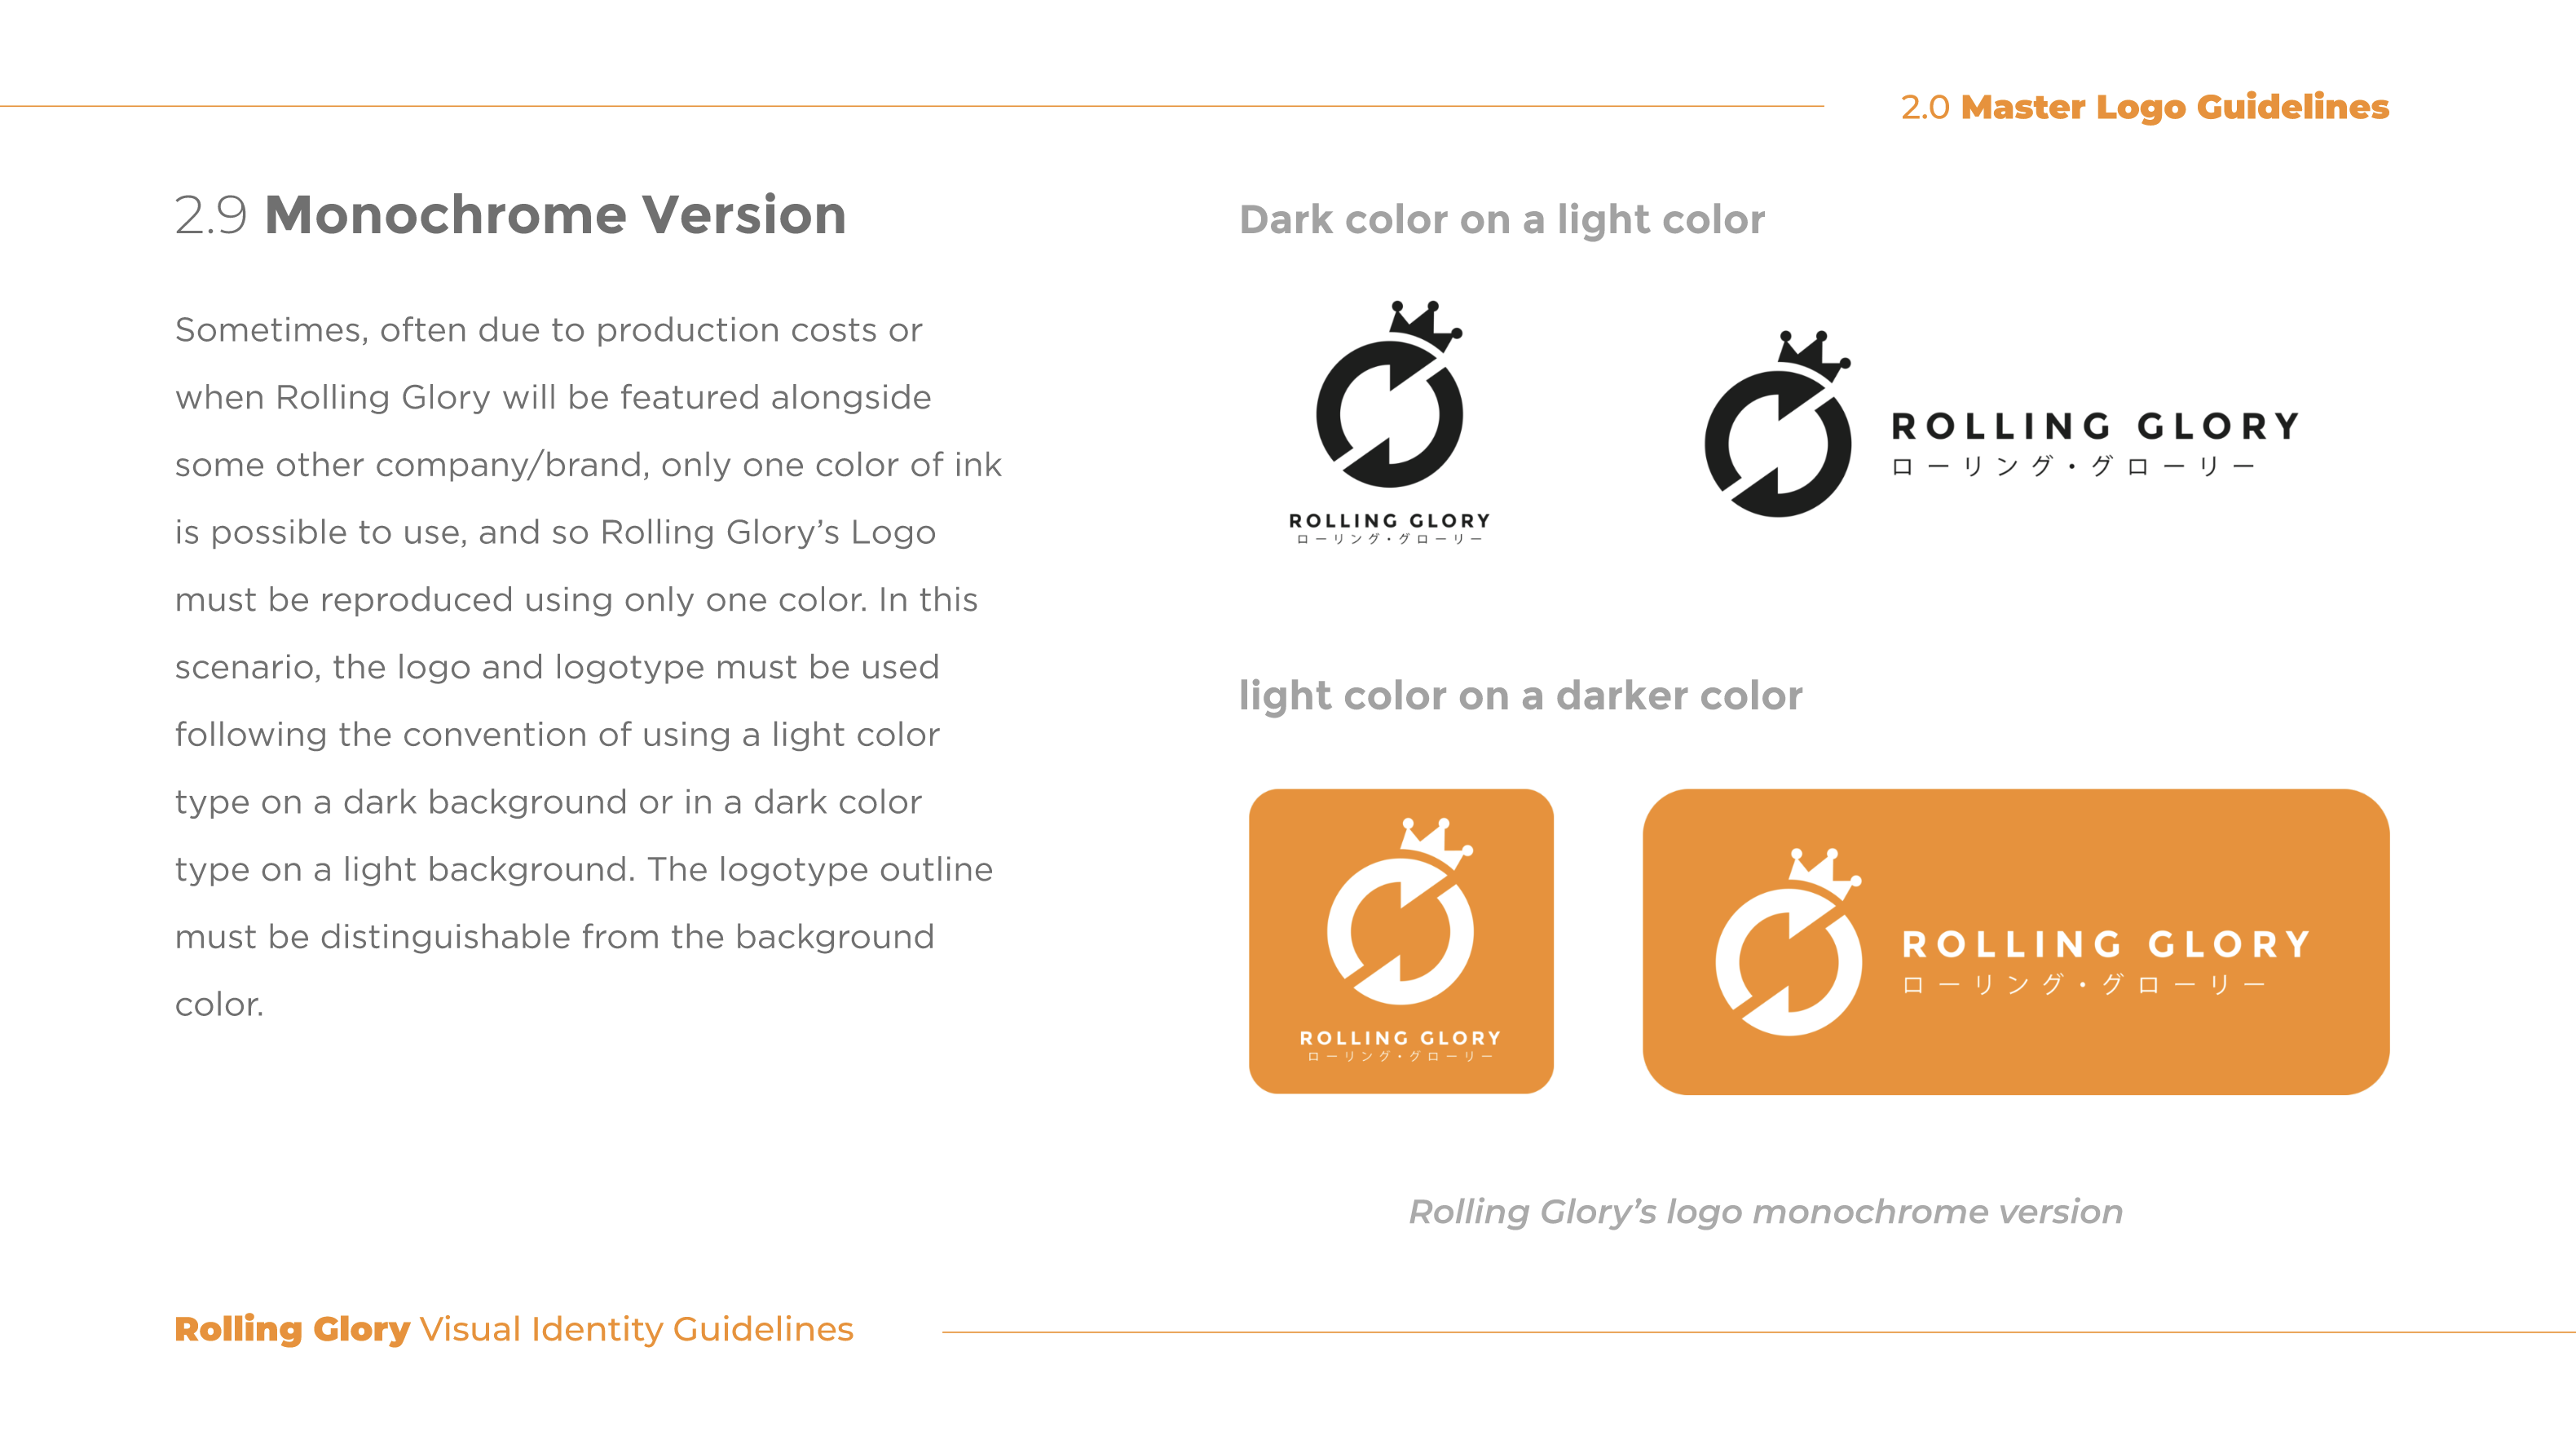 2.0 Master Logo Guidelines
2.9 Monochrome Version
Sometimes, often due to production costs or
when Rolling Glory will be featured alongside
some other company/brand, only one color of ink
is possible to use, and so Rolling Glory’s Logo
must be reproduced using only one color. In this
scenario, the logo and logotype must be used
following the convention of using a light color
type on a dark background or in a dark color
type on a light background. The logotype outline
must be distinguishable from the background
color.
Dark color on a light color
ROLLING GLORY
ローリング・グローリー
ROLLING GLORY
ローリング・グローリー
light color on a darker color
ROLLING GLORY
ローリング・グローリー
ROLLING GLORY
ローリング・グローリー
Rolling Glory’s logo monochrome version
Rolling Glory Visual Identity Guidelines